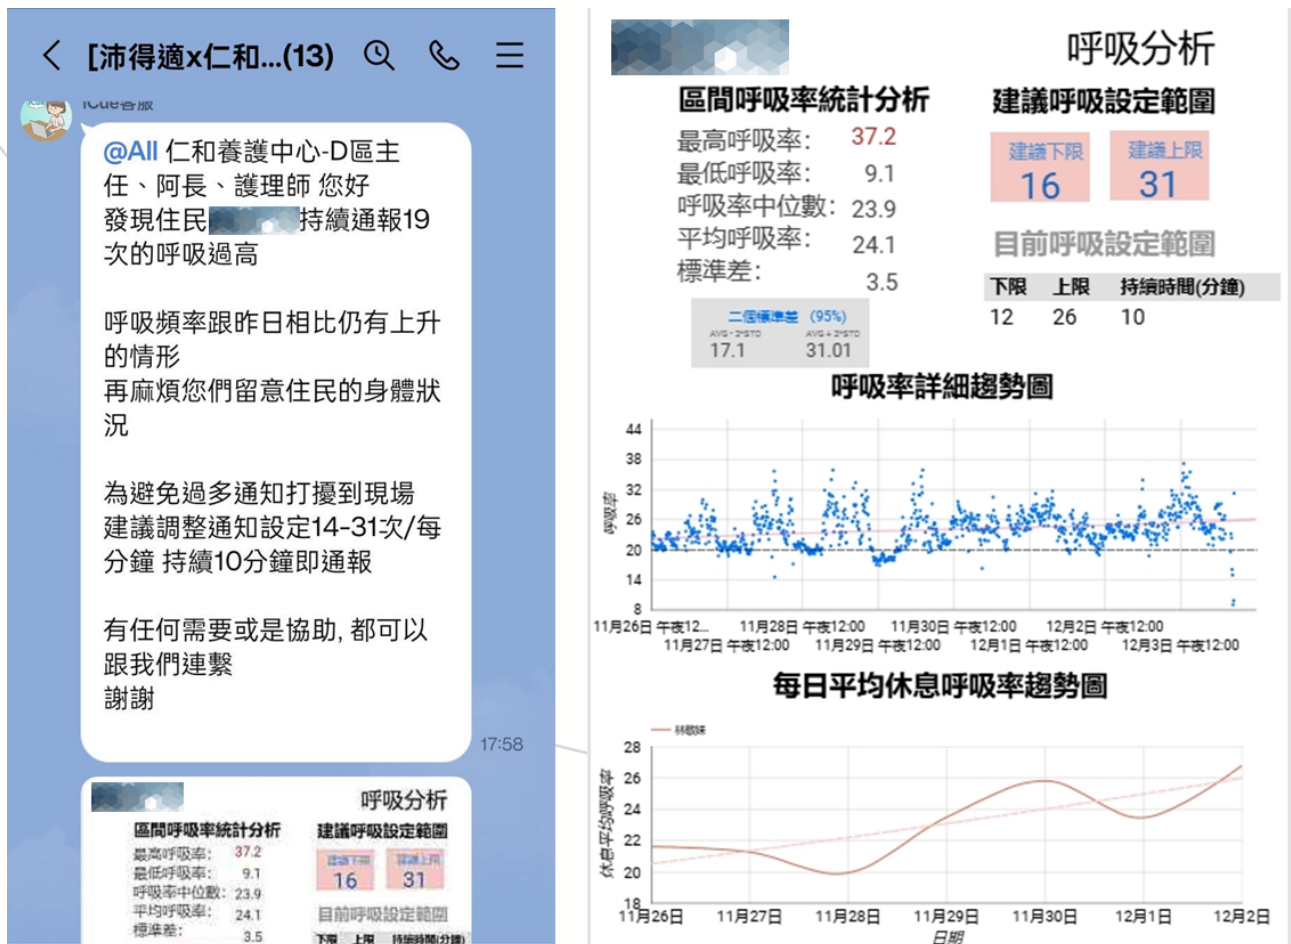 [沛得適x仁和...(13)
iCue客服
@All 仁和養護中心-D區主
任、阿長、護理師 您好
發現住民 持續通報19
次的呼吸過高
呼吸頻率跟昨日相比仍有上升
的情形
再麻煩您們留意住民的身體狀
況
為避免過多通知打擾到現場
建議調整通知設定14-31次/每
分鐘 持續10分鐘即通報
有任何需要或是協助, 都可以
跟我們連繫
謝謝
17:58
呼吸分析
區間呼吸率統計分析
最高呼吸率: 37.2
最低呼吸率: 9.1
呼吸率中位數: 23.9
平均呼吸率: 24.1
標準差: 3.5
建議呼吸設定範圍
建議下限 建議上限
16 31
目前呼吸設定範圍
下限 上限 持續時間(分鐘)
呼吸分析
區間呼吸率統計分析
最高呼吸率: 37.2
最低呼吸率: 9.1
呼吸率中位數: 23.9
平均呼吸率: 24.1
標準差: 3.5
二個標準差 (95%)
AVG - 2*STD AVG + 2*STD
17.1 31.01
建議呼吸設定範圍
建議下限 建議上限
16 31
目前呼吸設定範圍
下限 上限 持續時間(分鐘)
12 26 10
呼吸率詳細趨勢圖
呼吸率
44
38
32
26
20
14
8
11月26日 午夜12... 11月28日 午夜12:00 11月30日 午夜12:00 12月2日 午夜12:00
11月27日 午夜12:00 11月29日 午夜12:00 12月1日 午夜12:00 12月3日 午夜12:00
每日平均休息呼吸率趨勢圖
休息平均呼吸率
28
26
24
22
20
18
11月26日 11月27日 11月28日 11月29日 11月30日 12月1日 12月2日
日期